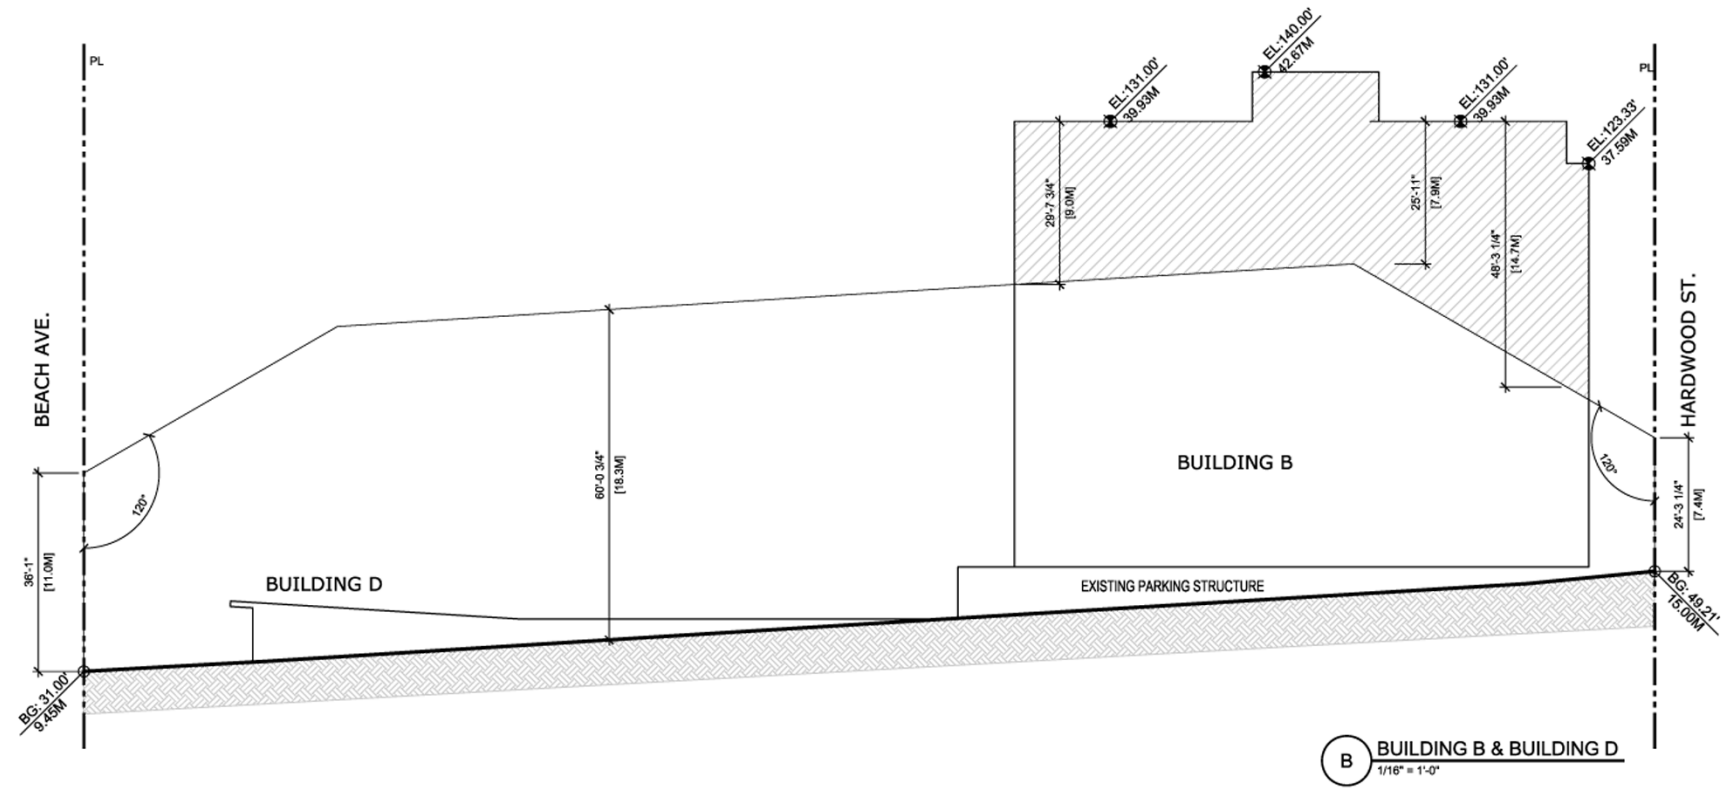 PL
EL:140.00'
42.67M
PL
EL:131.00'
39.93M
EL:131.00'
39.93M
EL:123.33'
37.59M
29'-7 3/4"
[9.0M]
25'-11"
[7.9M]
48'-3 1/4"
[14.7M]
BEACH AVE.
HARDWOOD ST.
60'-0 3/4"
[18.3M]
BUILDING B
120°
120°
24'-3 1/4"
[7.4M]
36'-1"
[11.0M]
BUILDING D
EXISTING PARKING STRUCTURE
BG: 49.21'
15.00M
BG: 31.00'
9.45M
B
BUILDING B & BUILDING D
1/16" = 1'-0"